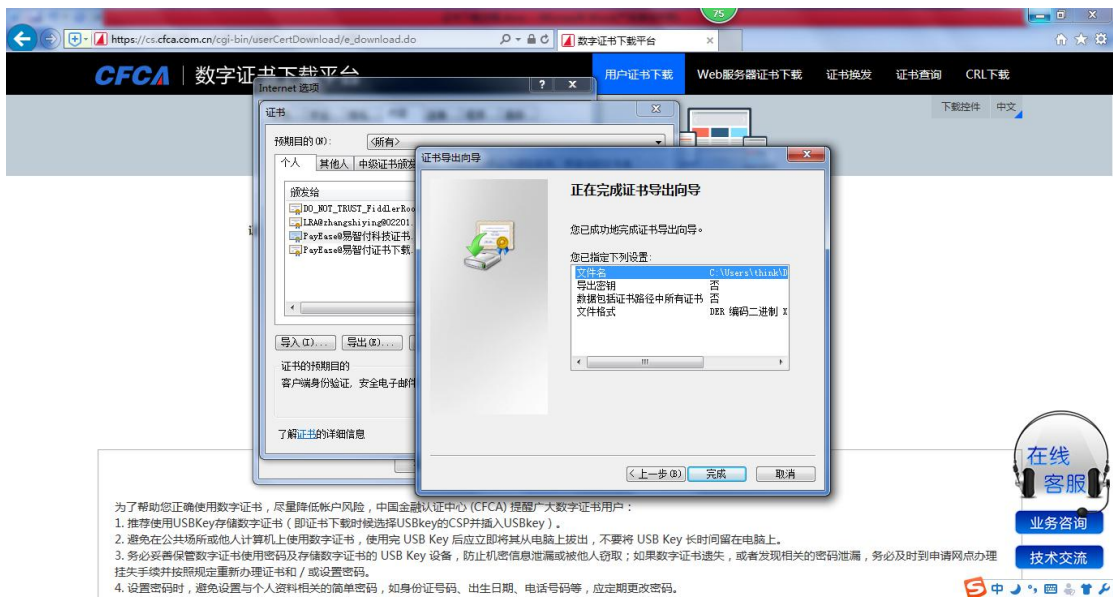 75
https://cs.cfca.com.cn/cgi-bin/userCertDownload/e_download.do
数字证书下载平台
CFCA 数字证书下载平台
用户证书下载 Web服务器证书下载 证书换发 证书查询 CRL下载
下载控件 中文
Internet 选项
证书
预期目的(N):
<所有>
个人 其他人 中级证书颁发
颁发给
DO_NOT_TRUST_FiddlerRoo
LRA@zhangshiying@02201
PayEase@易智付科技证书
PayEase@易智付证书下载
导入(I)... 导出(E)...
证书的预期目的
客户端身份验证, 安全电子邮件
了解证书的详细信息
证书导出向导
正在完成证书导出向导
您已成功地完成证书导出向导。
您已指定下列设置:
文件名 C:\Users\think\D
导出密钥 否
数据包括证书路径中所有证书 否
文件格式 DER 编码二进制 X
< 上一步(B) 完成 取消
在线
客服
业务咨询
技术交流
为了帮助您正确使用数字证书，尽量降低帐户风险，中国金融认证中心 (CFCA) 提醒广大数字证书用户：
1. 推荐使用USBKey存储数字证书（即证书下载时候选择USBkey的CSP并插入USBkey）。
2. 避免在公共场所或他人计算机上使用数字证书，使用完 USB Key 后应立即将其从电脑上拔出，不要将 USB Key 长时间留在电脑上。
3. 务必妥善保管数字证书使用密码及存储数字证书的 USB Key 设备，防止机密信息泄漏或被他人窃取；如果数字证书遗失，或者发现相关的密码泄漏，务必及时到申请网点办理
挂失手续并按照规定重新办理证书和 / 或设置密码。
4. 设置密码时，避免设置与个人资料相关的简单密码，如身份证号码、出生日期、电话号码等，应定期更改密码。
中